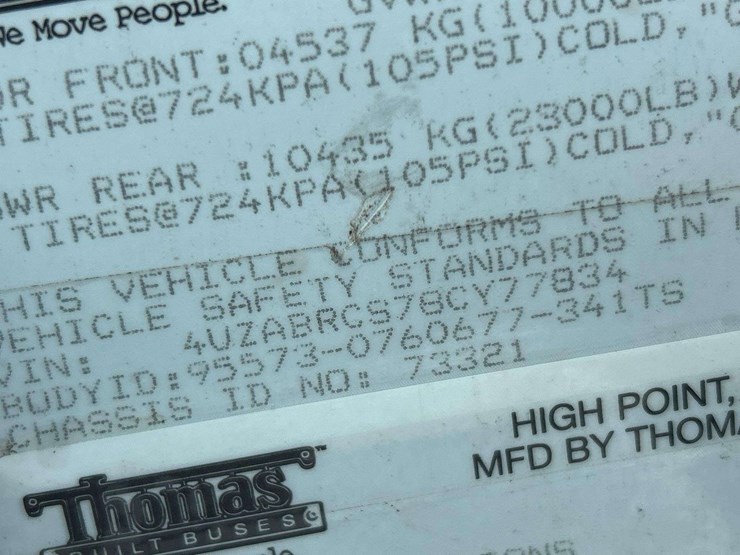 We Move People.
R FRONT:04537 KG(10000
TIRES@724KPA(105PSI)COLD,"
WR REAR :10435 KG(23000LB)W
TIRES@724KPA(105PSI)COLD,"
HIS VEHICLE CONFORMS TO ALL
EHICLE SAFETY STANDARDS IN
VIN: 4UZABRCS78CY77834
BODYID:95573-0760677-341TS
CHASSIS ID NO: 73321
HIGH POINT,
MFD BY THOMA
Thomas™
BUILT BUSES